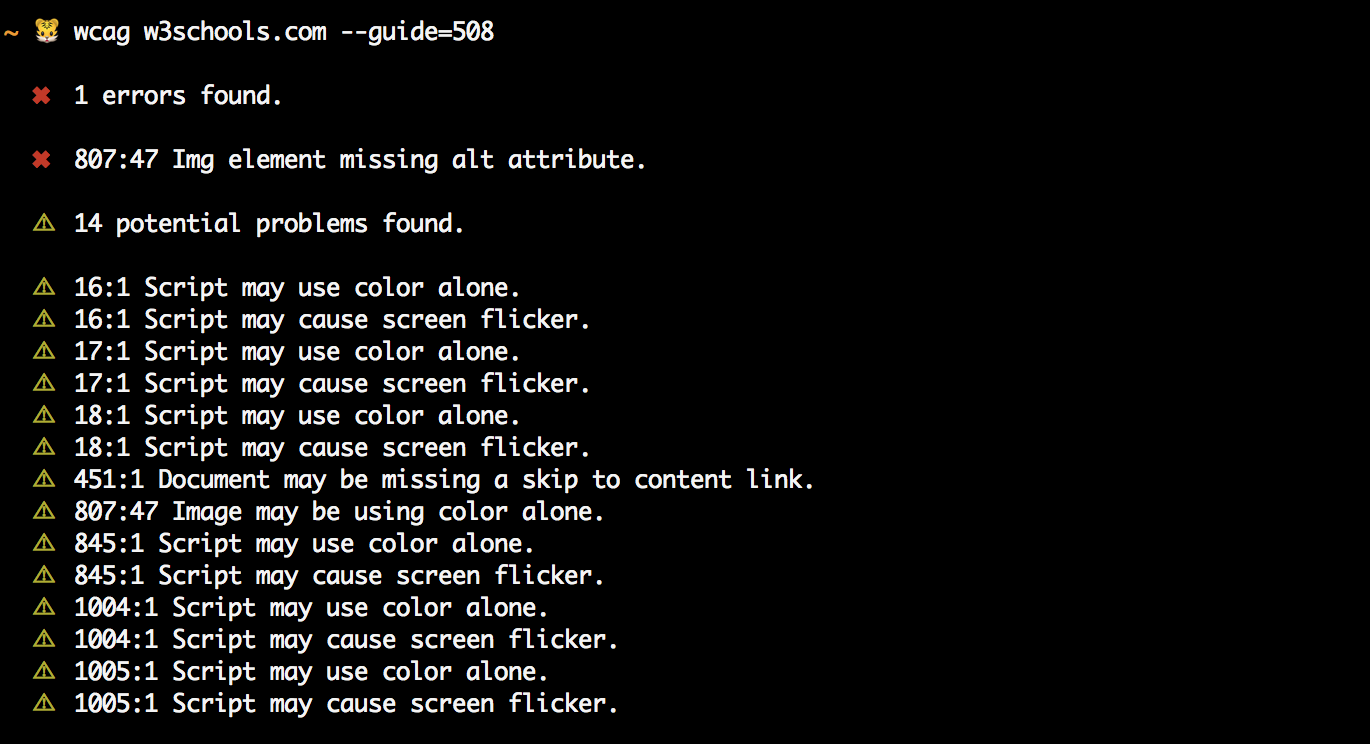 ~ 🐯 wcag w3schools.com --guide=508
✖ 1 errors found.
✖ 807:47 Img element missing alt attribute.
⚠ 14 potential problems found.
⚠ 16:1 Script may use color alone.
⚠ 16:1 Script may cause screen flicker.
⚠ 17:1 Script may use color alone.
⚠ 17:1 Script may cause screen flicker.
⚠ 18:1 Script may use color alone.
⚠ 18:1 Script may cause screen flicker.
⚠ 451:1 Document may be missing a skip to content link.
⚠ 807:47 Image may be using color alone.
⚠ 845:1 Script may use color alone.
⚠ 845:1 Script may cause screen flicker.
⚠ 1004:1 Script may use color alone.
⚠ 1004:1 Script may cause screen flicker.
⚠ 1005:1 Script may use color alone.
⚠ 1005:1 Script may cause screen flicker.